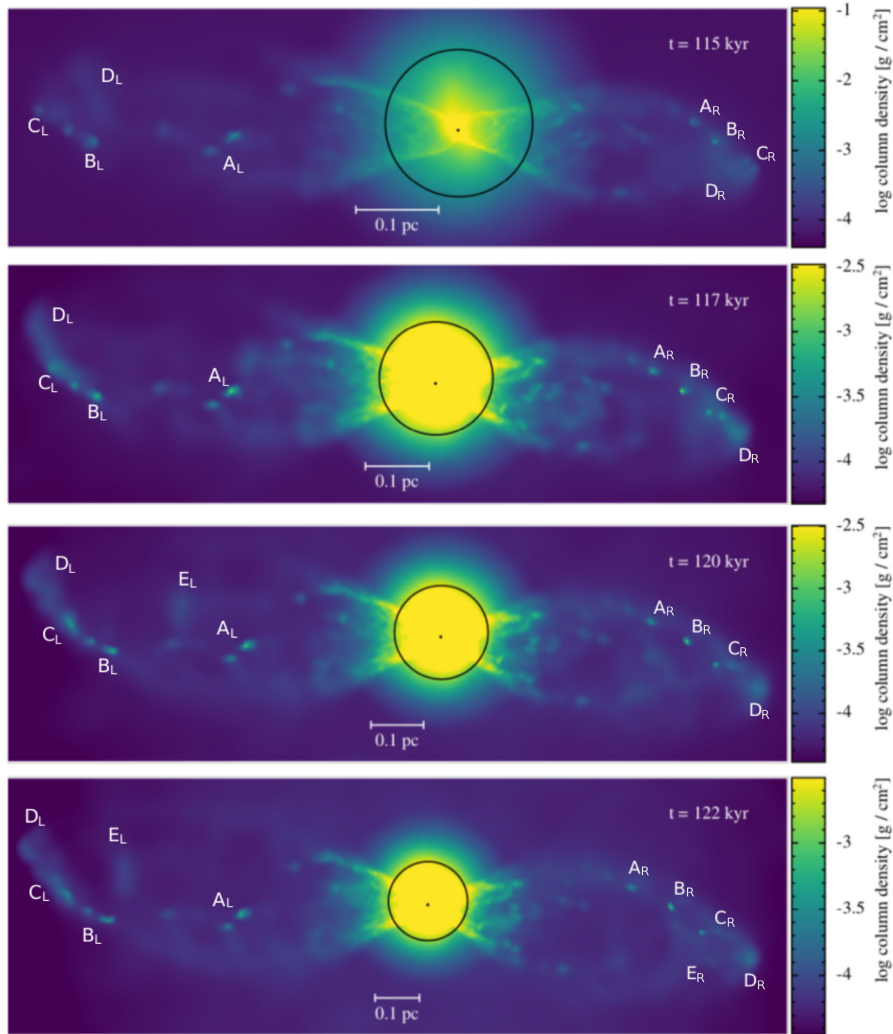 -1
t = 115 kyr
D_L
A_R
-2
C_L
B_R
B_L
A_L
C_R
-3
D_R
0.1 pc
-4
log column density [g / cm²]
-2.5
t = 117 kyr
D_L
-3
C_L
A_L
A_R
B_R
B_L
C_R
-3.5
D_R
0.1 pc
-4
log column density [g / cm²]
-2.5
t = 120 kyr
D_L
E_L
-3
C_L
A_L
A_R
B_R
B_L
C_R
-3.5
D_R
0.1 pc
-4
log column density [g / cm²]
t = 122 kyr
D_L
E_L
-3
C_L
A_L
A_R
B_R
B_L
C_R
-3.5
E_R
D_R
0.1 pc
-4
log column density [g / cm²]